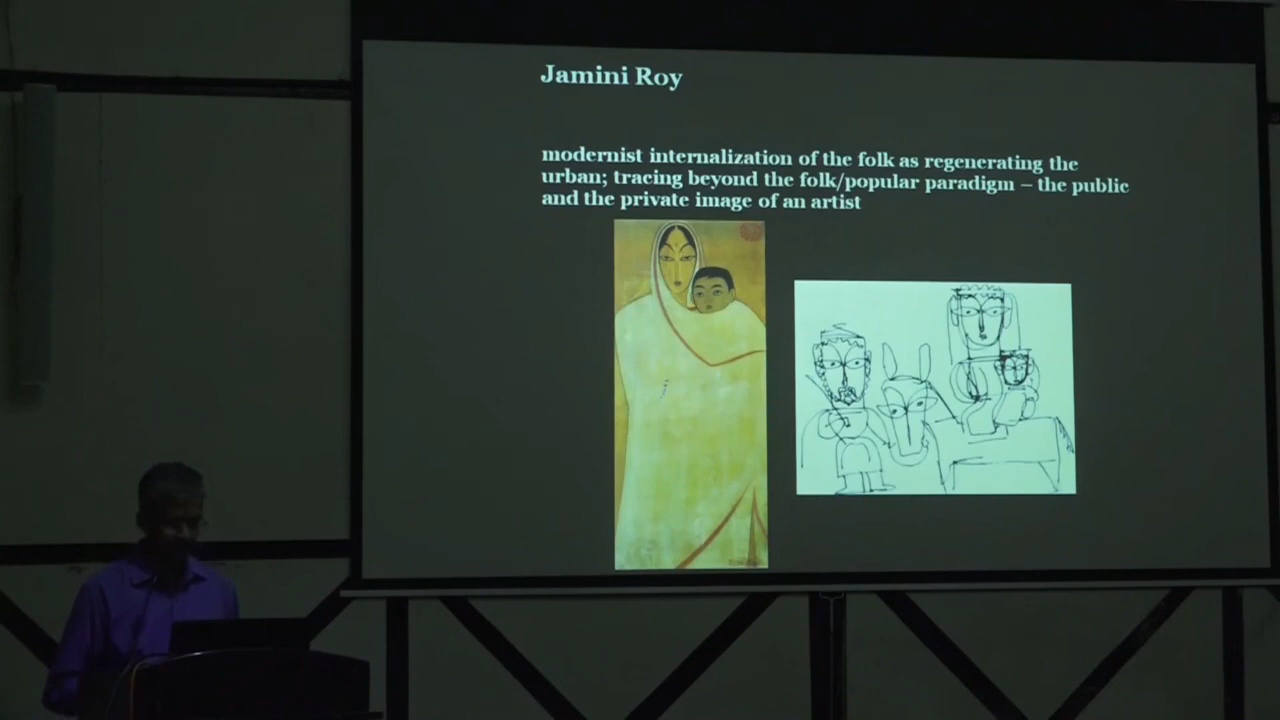 Jamini Roy
modernist internalization of the folk as regenerating the
urban; tracing beyond the folk/popular paradigm – the public
and the private image of an artist